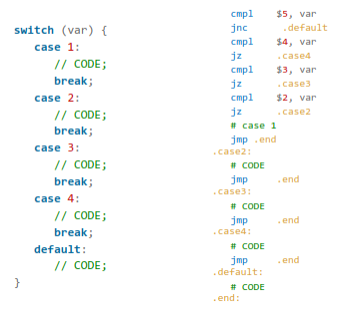 switch (var) {
case 1:
// CODE;
break;
case 2:
// CODE;
break;
case 3:
// CODE;
break;
case 4:
// CODE;
break;
default:
// CODE;
}
cmpl $5, var
jnc .default
cmpl $4, var
jz .case4
cmpl $3, var
jz .case3
cmpl $2, var
jz .case2
# case 1
jmp .end
.case2:
# CODE
jmp .end
.case3:
# CODE
jmp .end
.case4:
# CODE
jmp .end
.default:
# CODE
.end: